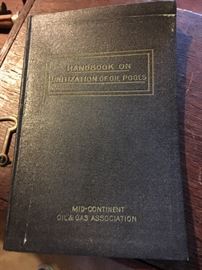 HANDBOOK ON
UNITIZATION OF OIL POOLS
MID-CONTINENT
OIL & GAS ASSOCIATION